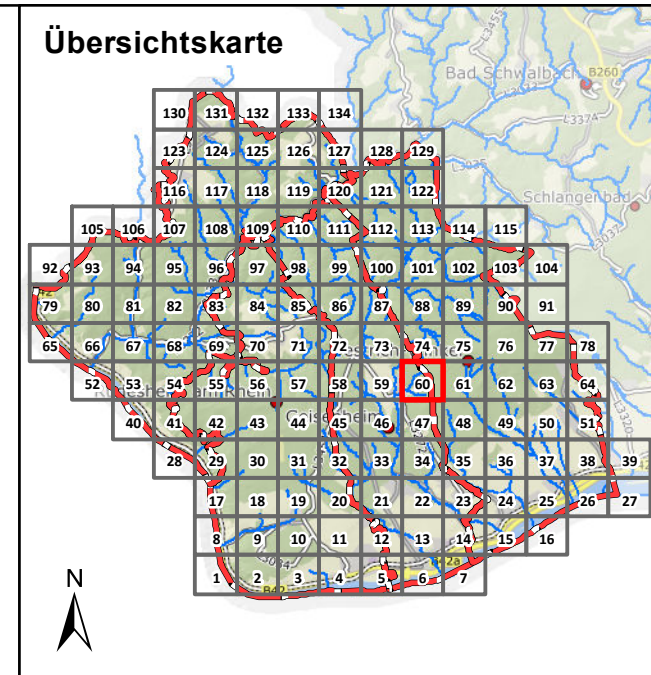 Übersichtskarte
Bad Schwalbach
B260
L3374
L3035
Schlangenbad
L3037
130 131 132 133 134
123 124 125 126 127 128 129
116 117 118 119 120 121 122
105 106 107 108 109 110 111 112 113 114 115
92 93 94 95 96 97 98 99 100 101 102 103 104
79 80 81 82 83 84 85 86 87 88 89 90 91
65 66 67 68 69 70 71 72 73 74 75 76 77 78
52 53 54 55 56 57 58 59 60 61 62 63 64
Geisenheim
40 41 42 43 44 45 46 47 48 49 50 51
L3320
28 29 30 31 32 33 34 35 36 37 38 39
17 18 19 20 21 22 23 24 25 26 27
8 9 10 11 12 13 14 15 16
L3034
1 2 3 4 5 6 7
B42
N